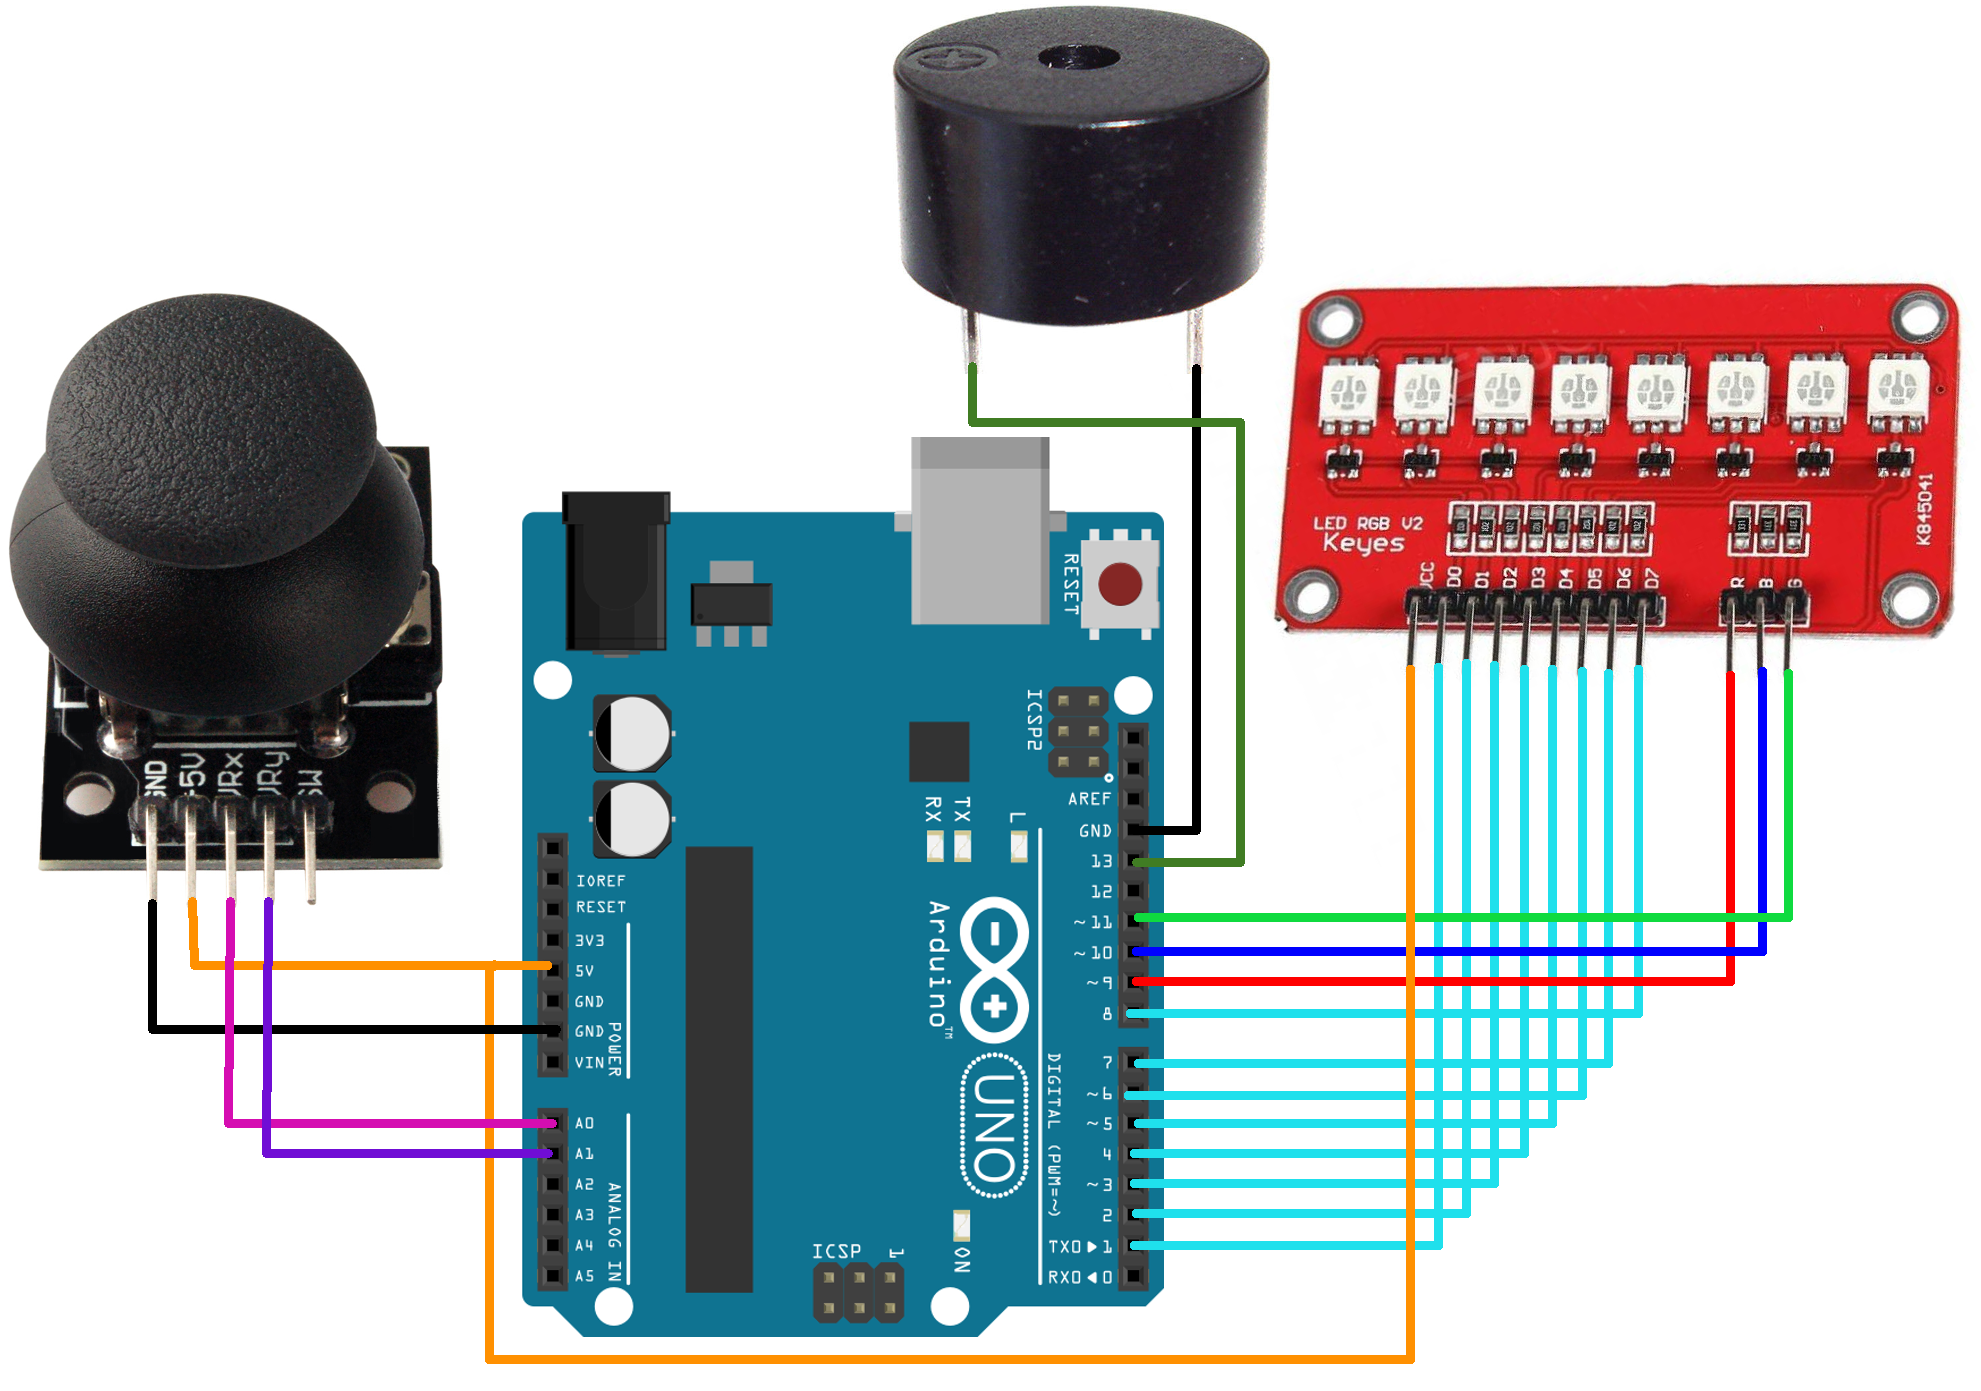 GND
+5V
VRx
VRy
SW
RESET
ICSP2
AREF
GND
13
12
~11
~10
~9
8
7
~6
~5
4
~3
2
TX0▶1
RX0◀0
DIGITAL (PWM=~)
RX
TX
L
Arduino™
UNO
ON
ICSP
1
IOREF
RESET
3V3
5V
GND
GND
VIN
POWER
A0
A1
A2
A3
A4
A5
ANALOG IN
LED RGB V2
Keyes
K845041
VCC
D0
D1
D2
D3
D4
D5
D6
D7
R
B
G